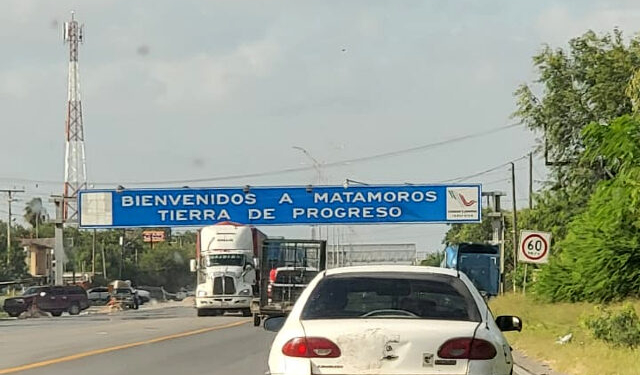 BIENVENIDOS A MATAMOROS
TIERRA DE PROGRESO
60